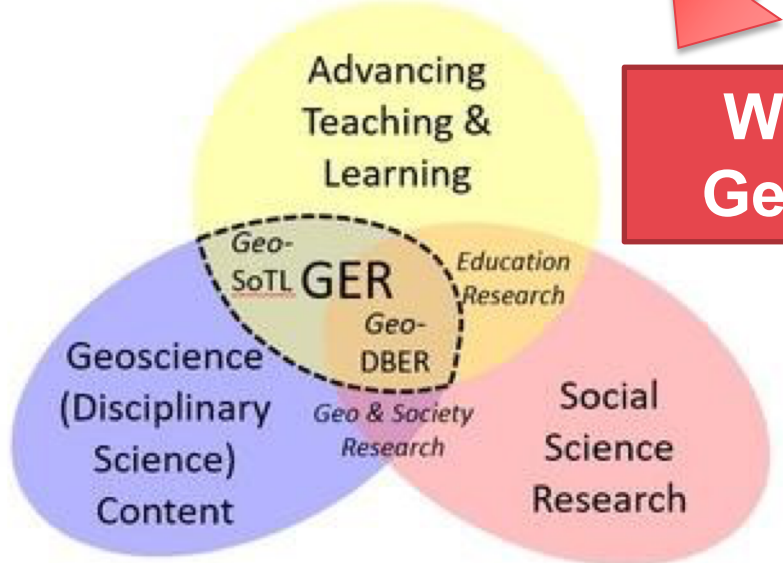 Advancing
Teaching &
Learning
W
Ge
Geo-
SoTL GER
Education
Research
Geo-
DBER
Geoscience
(Disciplinary
Science)
Content
Geo & Society
Research
Social
Science
Research